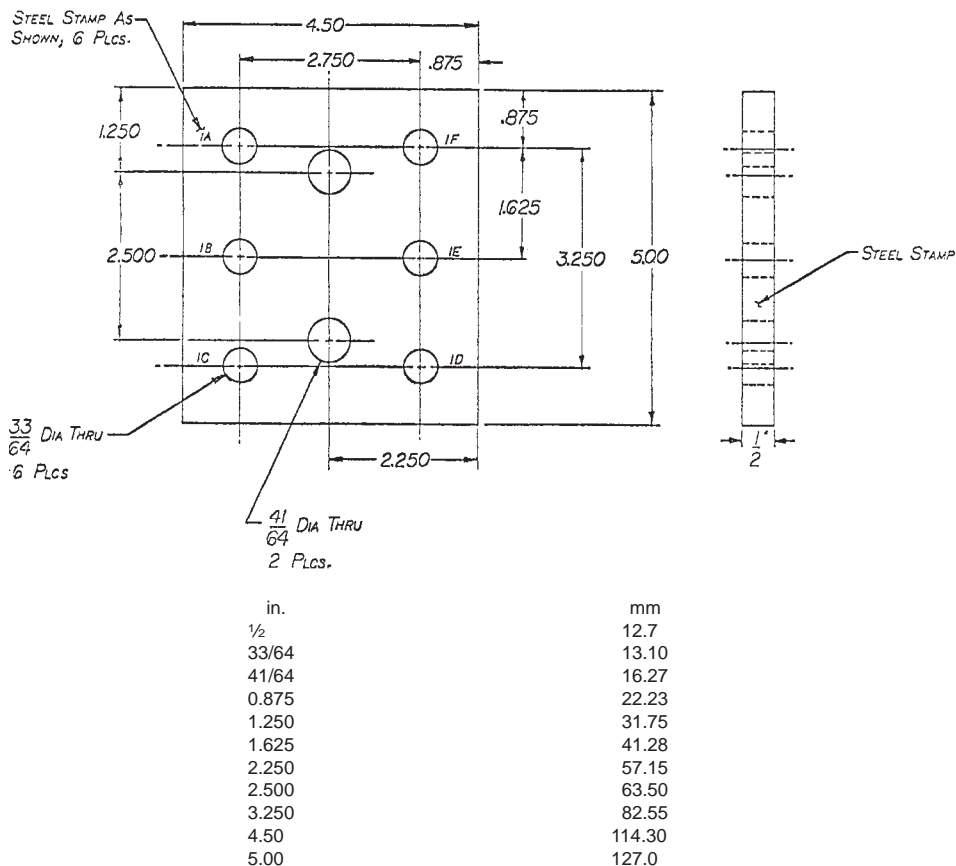 STEEL STAMP AS
SHOWN, 6 PLCS.
4.50
2.750
.875
1.250
.875
1A
1F
1.625
2.500
1B
1E
3.250
5.00
STEEL STAMP
1C
1D
33/64 DIA THRU
6 PLCS
2.250
1/2"
41/64 DIA THRU
2 PLCS.
in. mm
½ 12.7
33/64 13.10
41/64 16.27
0.875 22.23
1.250 31.75
1.625 41.28
2.250 57.15
2.500 63.50
3.250 82.55
4.50 114.30
5.00 127.0